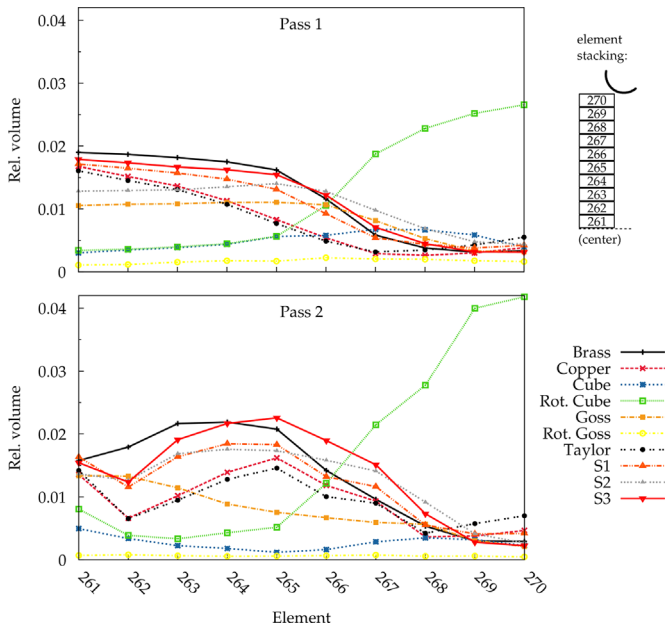 Pass 1
0.04
0.03
0.02
0.01
0
Rel. volume
element
stacking:
270
269
268
267
266
265
264
263
262
261
(center)
Pass 2
0.04
0.03
0.02
0.01
0
Rel. volume
261
262
263
264
265
266
267
268
269
270
Element
Brass
Copper
Cube
Rot. Cube
Goss
Rot. Goss
Taylor
S1
S2
S3